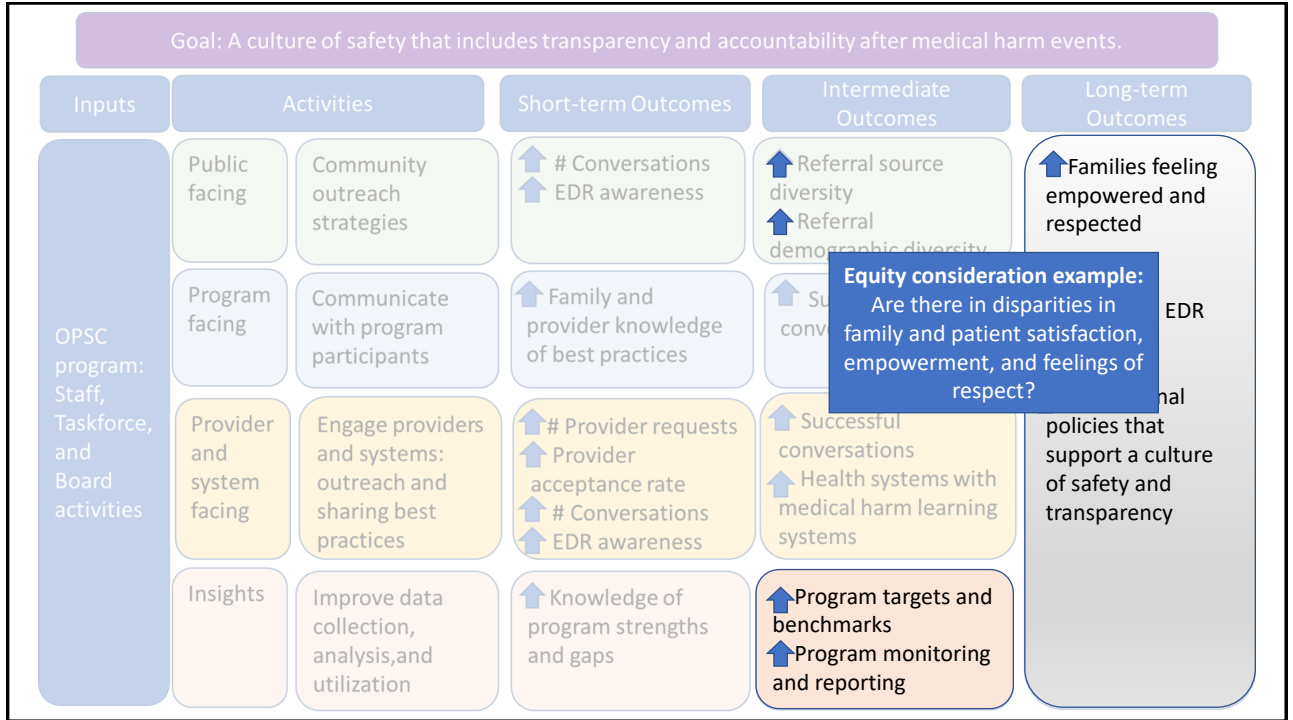 Goal: A culture of safety that includes transparency and accountability after medical harm events.
Inputs
Activities
Short-term Outcomes
Intermediate
Outcomes
Long-term
Outcomes
OPSC
program:
Staff,
Taskforce,
and
Board
activities
Public
facing
Community
outreach
strategies
# Conversations
EDR awareness
Referral source
diversity
Referral
demographic diversity
Program
facing
Communicate
with program
participants
Family and
provider knowledge
of best practices
Provider
and
system
facing
Engage providers
and systems:
outreach and
sharing best
practices
# Provider requests
Provider
acceptance rate
# Conversations
EDR awareness
Successful
conversations
Health systems with
medical harm learning
systems
Insights
Improve data
collection,
analysis,and
utilization
Knowledge of
program strengths
and gaps
Program targets and
benchmarks
Program monitoring
and reporting
Families feeling
empowered and
respected
EDR
policies that
support a culture
of safety and
transparency
Equity consideration example:
Are there in disparities in
family and patient satisfaction,
empowerment, and feelings of
respect?